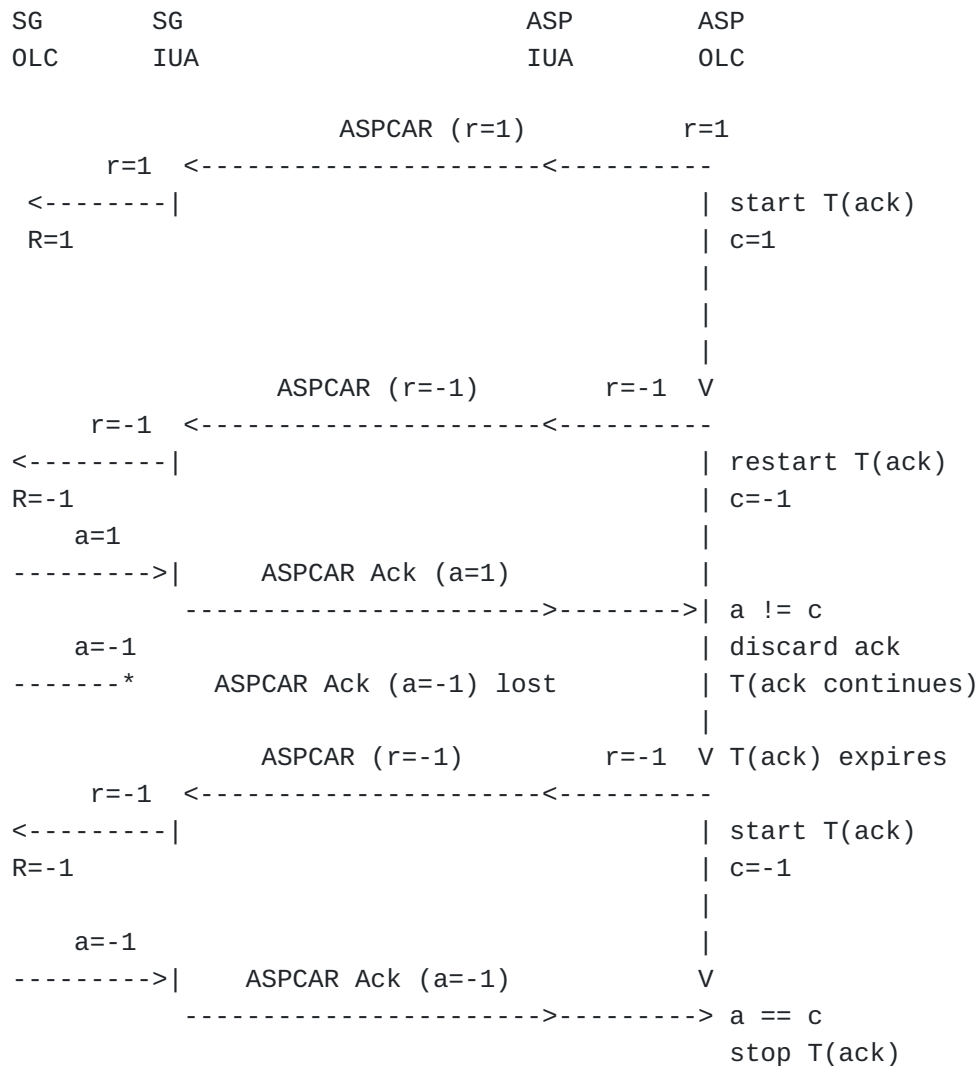 SG        SG                      ASP       ASP
OLC      IUA                     IUA       OLC
ASPCAR (r=1)          r=1
r=1  <----------------------<----------
<--------|                                  | start T(ack)
R=1                                        | c=1
|
|
|
ASPCAR (r=-1)        r=-1  V
r=-1  <----------------------<----------
<---------|                                  | restart T(ack)
R=-1                                        | c=-1
a=1                                     |
--------->|     ASPCAR Ack (a=1)            |
----------------------->-------->| a != c
a=-1                                    | discard ack
-------*     ASPCAR Ack (a=-1) lost         | T(ack continues)
|
ASPCAR (r=-1)         r=-1  V T(ack) expires
r=-1  <----------------------<----------
<---------|                                  | start T(ack)
R=-1                                        | c=-1
|
a=-1                                    |
--------->|    ASPCAR Ack (a=-1)            V
----------------------->---------> a == c
stop T(ack)